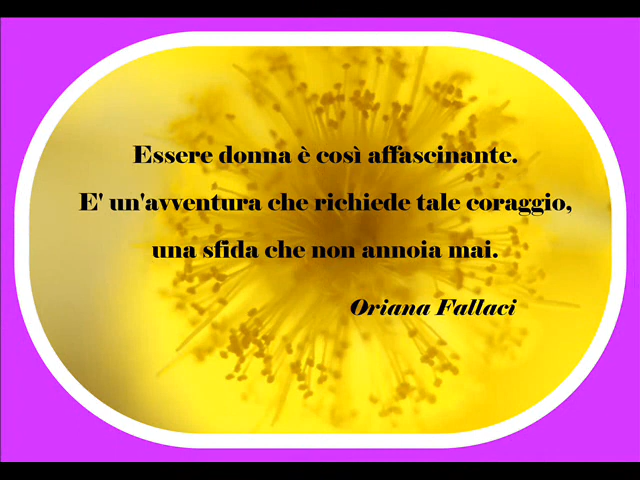 Essere donna è così affascinante.
E' un'avventura che richiede tale coraggio,
una sfida che non annoia mai.
Oriana Fallaci